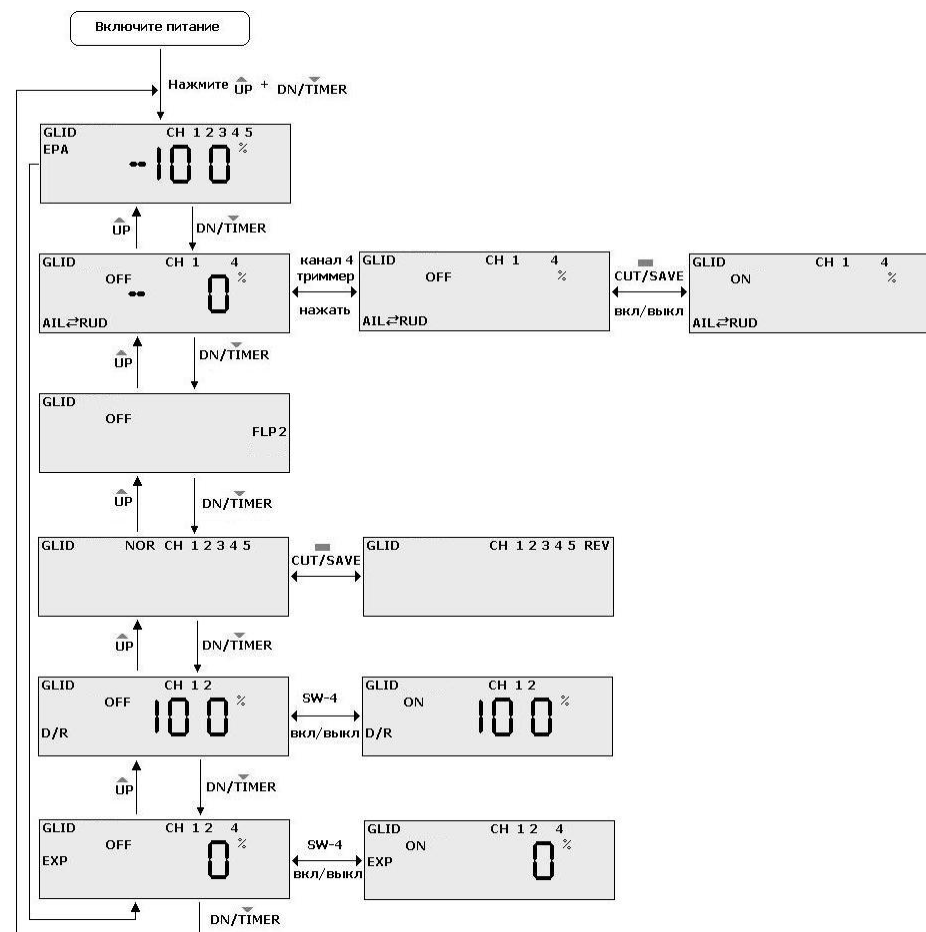 Включите питание
Нажмите UP + DN/TIMER
GLID CH 1 2 3 4 5
EPA -100 %
UP DN/TIMER
GLID CH 1 4
OFF - 0 %
AIL⇄RUD
канал 4
триммер
нажать
GLID CH 1 4
OFF %
AIL⇄RUD
CUT/SAVE
вкл/выкл
GLID CH 1 4
ON %
AIL⇄RUD
UP DN/TIMER
GLID
OFF
FLP2
UP DN/TIMER
GLID NOR CH 1 2 3 4 5
CUT/SAVE
GLID CH 1 2 3 4 5 REV
UP DN/TIMER
GLID CH 1 2
OFF 100 %
D/R
SW-4
вкл/выкл
GLID CH 1 2
ON 100 %
D/R
UP DN/TIMER
GLID CH 1 2 4
OFF 0 %
EXP
SW-4
вкл/выкл
GLID CH 1 2 4
ON 0 %
EXP
DN/TIMER